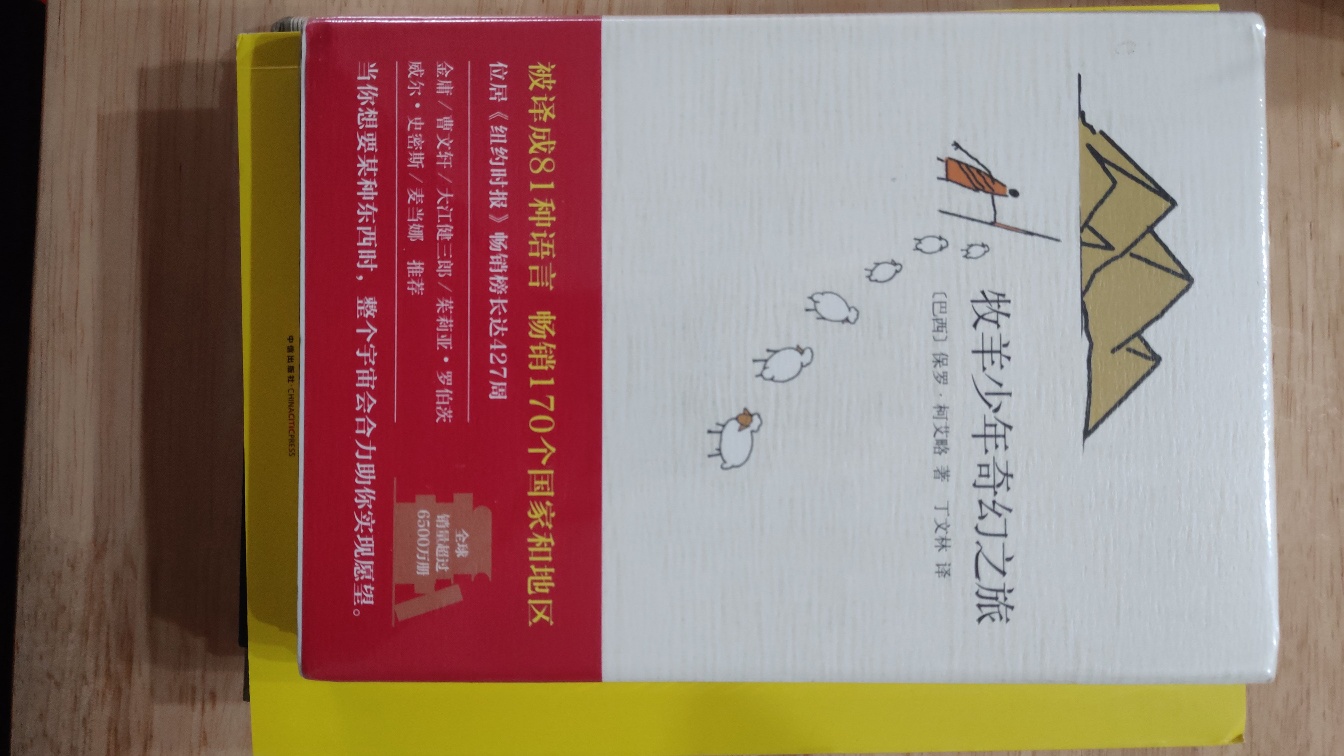 牧羊少年奇幻之旅
〔巴西〕保罗·柯艾略 著 丁文林 译
被译成81种语言 畅销170个国家和地区
位居《纽约时报》畅销榜长达427周
金庸/曹文轩/大江健三郎/茱莉亚·罗伯茨
威尔·史密斯/麦当娜 推荐
当你想要某种东西时，整个宇宙会合力助你实现愿望。
全球
销量超过
6500万册
中信出版社·CHINACITICPRESS